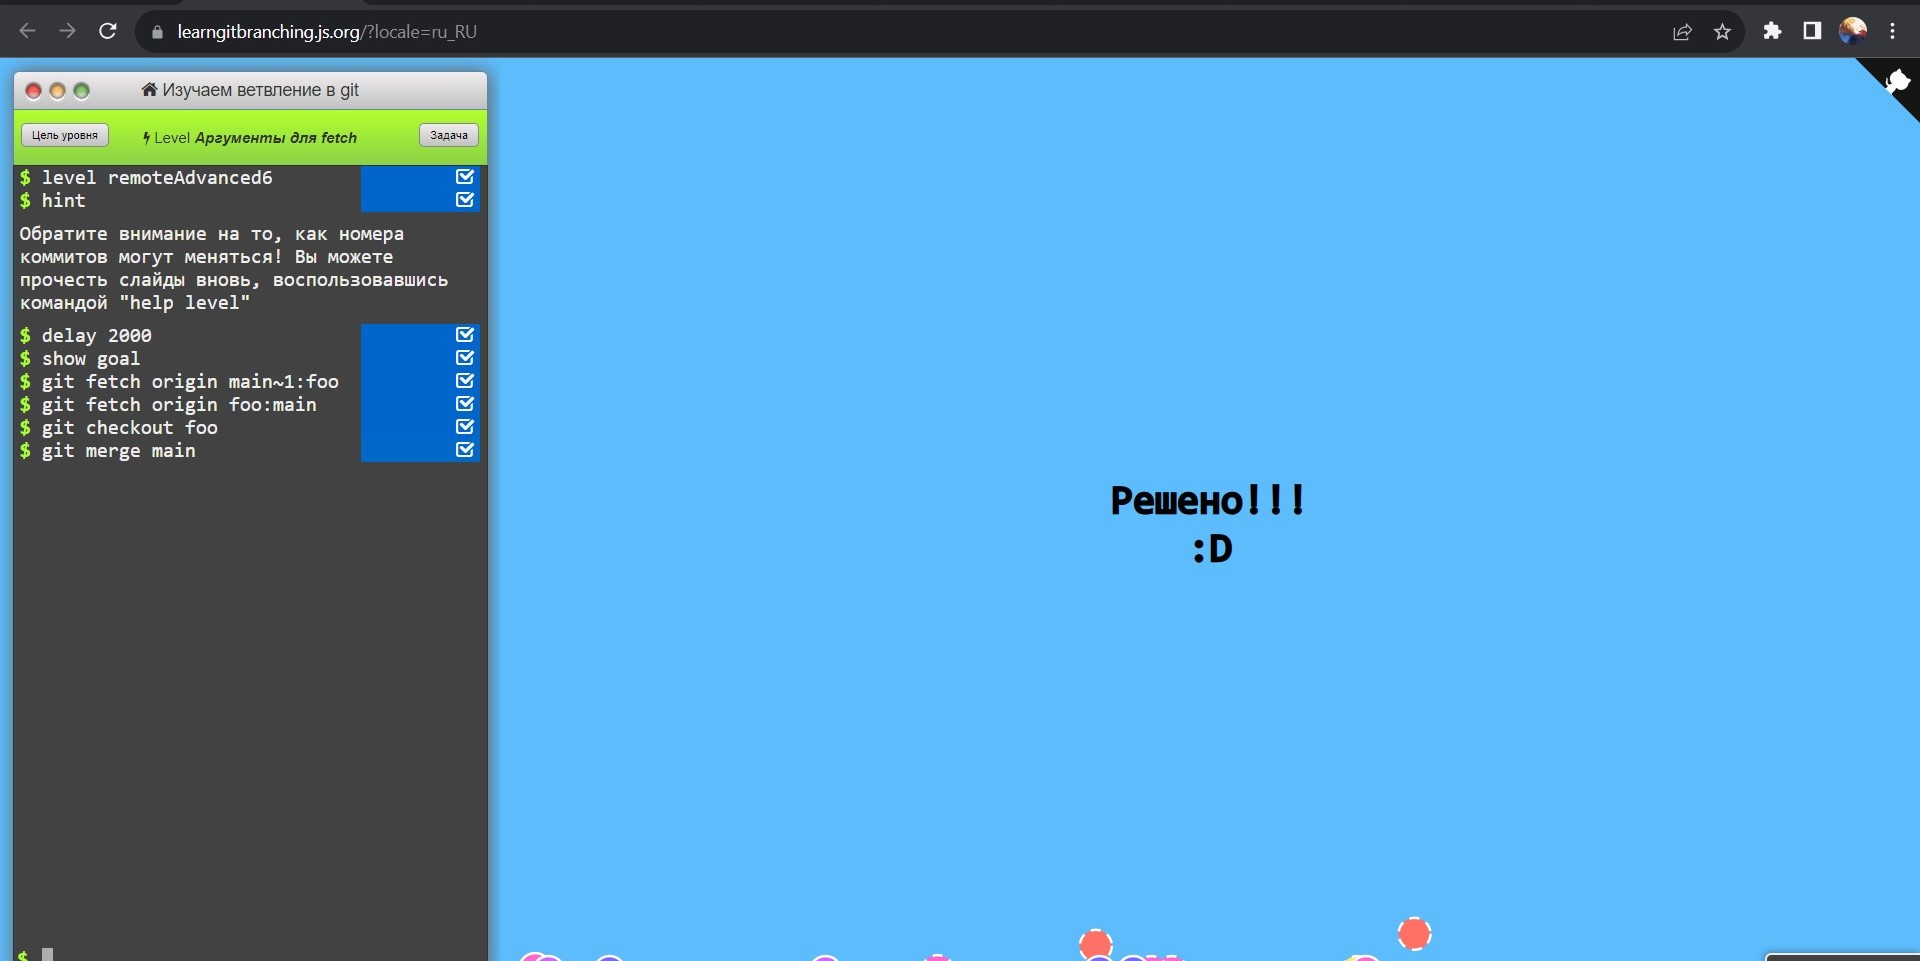 learngitbranching.js.org/?locale=ru_RU
Изучаем ветвление в git
Цель уровня
Level Аргументы для fetch
Задача
$ level remoteAdvanced6
$ hint
Обратите внимание на то, как номера
коммитов могут меняться! Вы можете
прочесть слайды вновь, воспользовавшись
командой "help level"
$ delay 2000
$ show goal
$ git fetch origin main~1:foo
$ git fetch origin foo:main
$ git checkout foo
$ git merge main
Решено!!!
:D
$